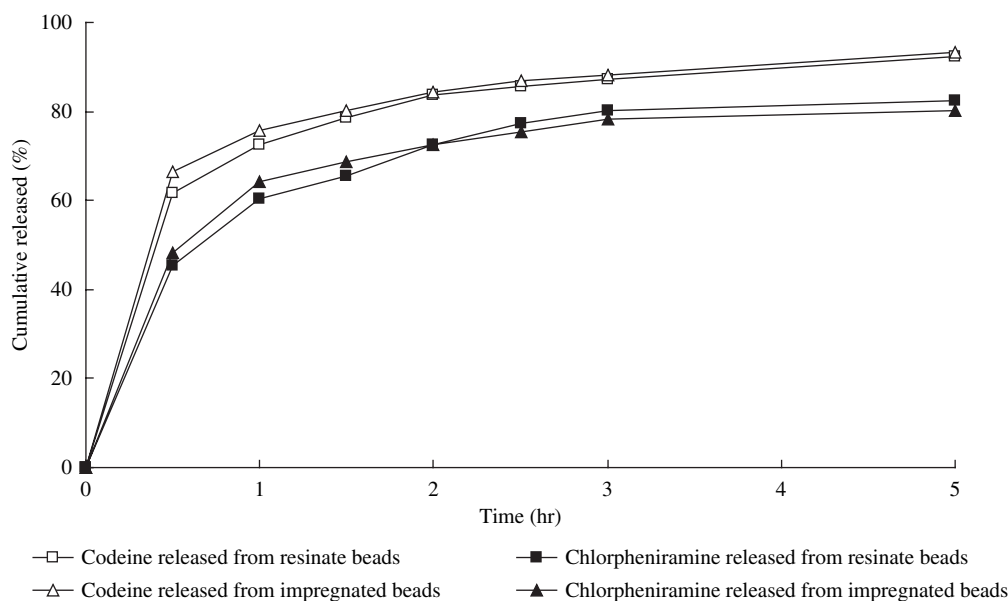 100
80
60
40
20
0
Cumulative released (%)
0 1 2 3 4 5
Time (hr)
Codeine released from resinate beads
Chlorpheniramine released from resinate beads
Codeine released from impregnated beads
Chlorpheniramine released from impregnated beads